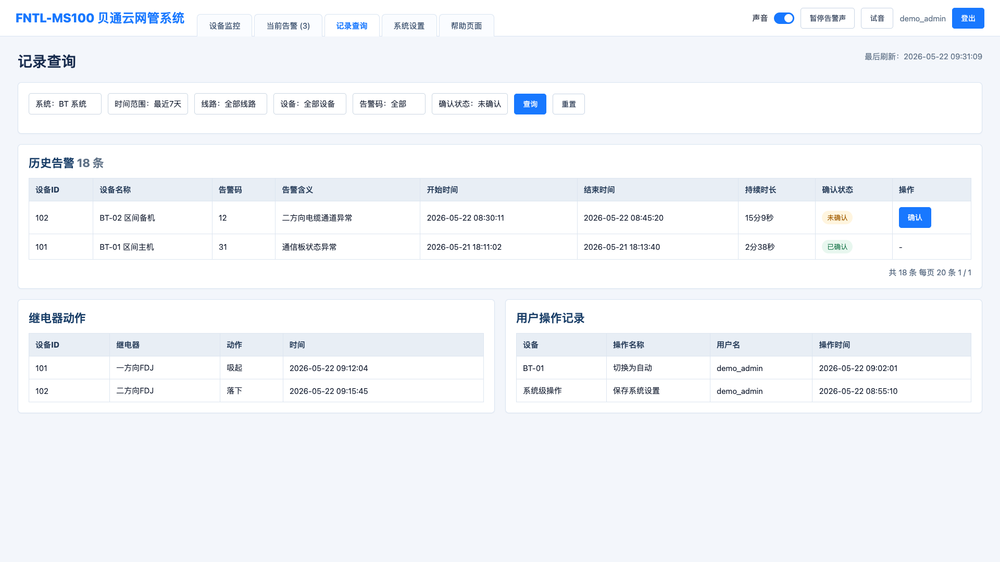 FNTL-MS100 贝通云网管系统
设备监控
当前告警 (3)
记录查询
系统设置
帮助页面
声音
暂停告警声
试音
demo_admin
登出
记录查询
最后刷新：2026-05-22 09:31:09
系统：BT 系统
时间范围：最近7天
线路：全部线路
设备：全部设备
告警码：全部
确认状态：未确认
查询
重置
历史告警 18 条
设备ID 设备名称 告警码 告警含义 开始时间 结束时间 持续时长 确认状态 操作
102 BT-02 区间备机 12 二方向电缆通道异常 2026-05-22 08:30:11 2026-05-22 08:45:20 15分9秒 未确认 确认
101 BT-01 区间主机 31 通信板状态异常 2026-05-21 18:11:02 2026-05-21 18:13:40 2分38秒 已确认 -
共 18 条 每页 20 条 1 / 1
继电器动作
设备ID 继电器 动作 时间
101 一方向FDJ 吸起 2026-05-22 09:12:04
102 二方向FDJ 落下 2026-05-22 09:15:45
用户操作记录
设备 操作名称 用户名 操作时间
BT-01 切换为自动 demo_admin 2026-05-22 09:02:01
系统级操作 保存系统设置 demo_admin 2026-05-22 08:55:10